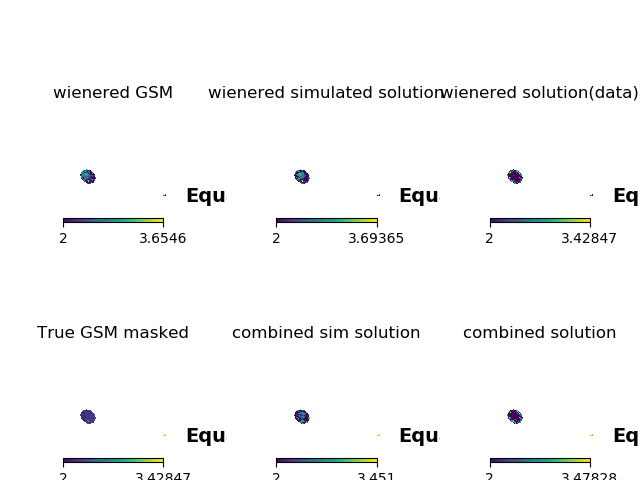 wienered GSM wienered simulated solution wienered solution(data)
Equ Equ Eq
2 3.6546 2 3.69365 2 3.42847
True GSM masked combined sim solution combined solution
Equ Equ Eq
2 3.42847 2 3.451 2 3.47828